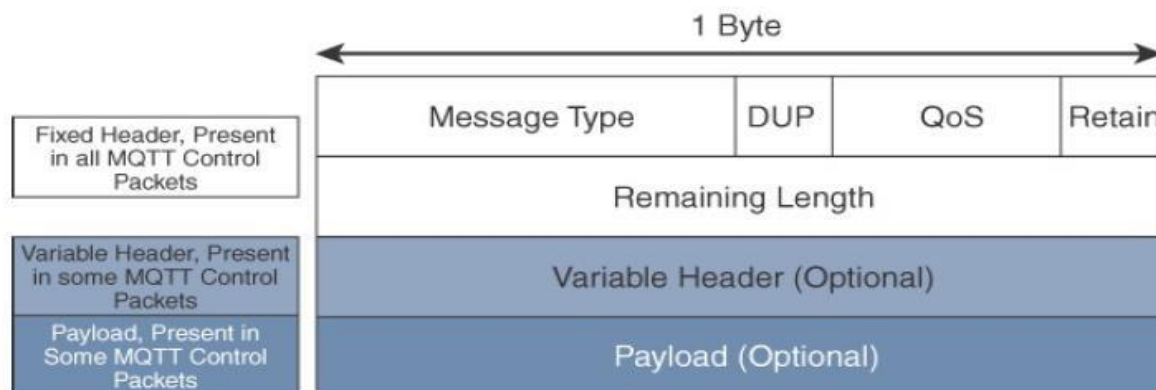 1 Byte
Message Type DUP QoS Retain
Fixed Header, Present
in all MQTT Control
Packets
Remaining Length
Variable Header, Present
in some MQTT Control
Packets
Variable Header (Optional)
Payload, Present in
Some MQTT Control
Packets
Payload (Optional)